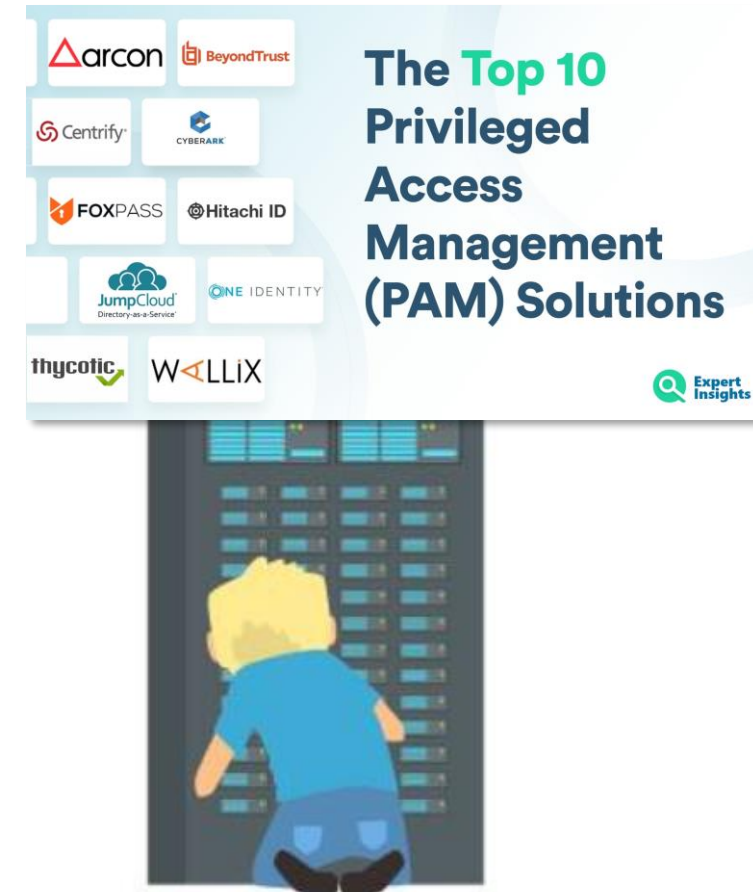 arcon
BeyondTrust
Centrify
CYBERARK
FOXPASS
Hitachi ID
JumpCloud
Directory-as-a-Service
ONE IDENTITY
thycotic
WALLIX
The Top 10
Privileged
Access
Management
(PAM) Solutions
Expert
Insights